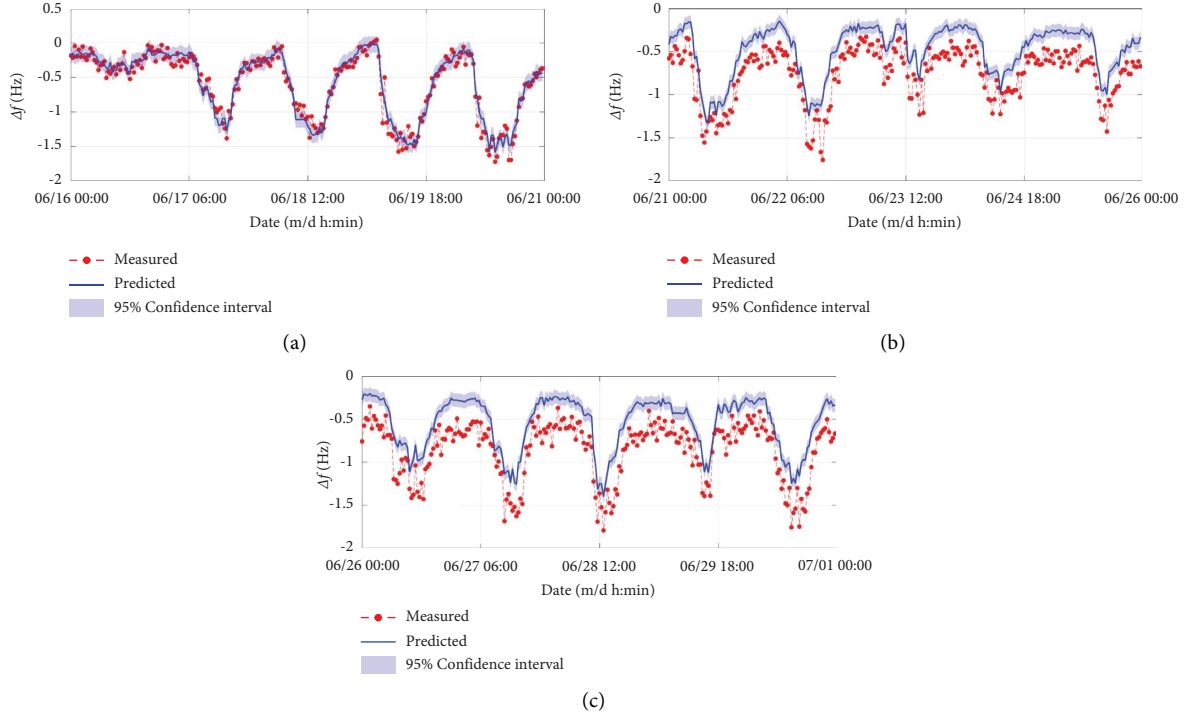 0.5
0
-0.5
-1
-1.5
-2
Δf (Hz)
06/16 00:00 06/17 06:00 06/18 12:00 06/19 18:00 06/21 00:00
Date (m/d h:min)
Measured
Predicted
95% Confidence interval
(a)
0
-0.5
-1
-1.5
-2
Δf (Hz)
06/21 00:00 06/22 06:00 06/23 12:00 06/24 18:00 06/26 00:00
Date (m/d h:min)
Measured
Predicted
95% Confidence interval
(b)
0
-0.5
-1
-1.5
-2
Δf (Hz)
06/26 00:00 06/27 06:00 06/28 12:00 06/29 18:00 07/01 00:00
Date (m/d h:min)
Measured
Predicted
95% Confidence interval
(c)